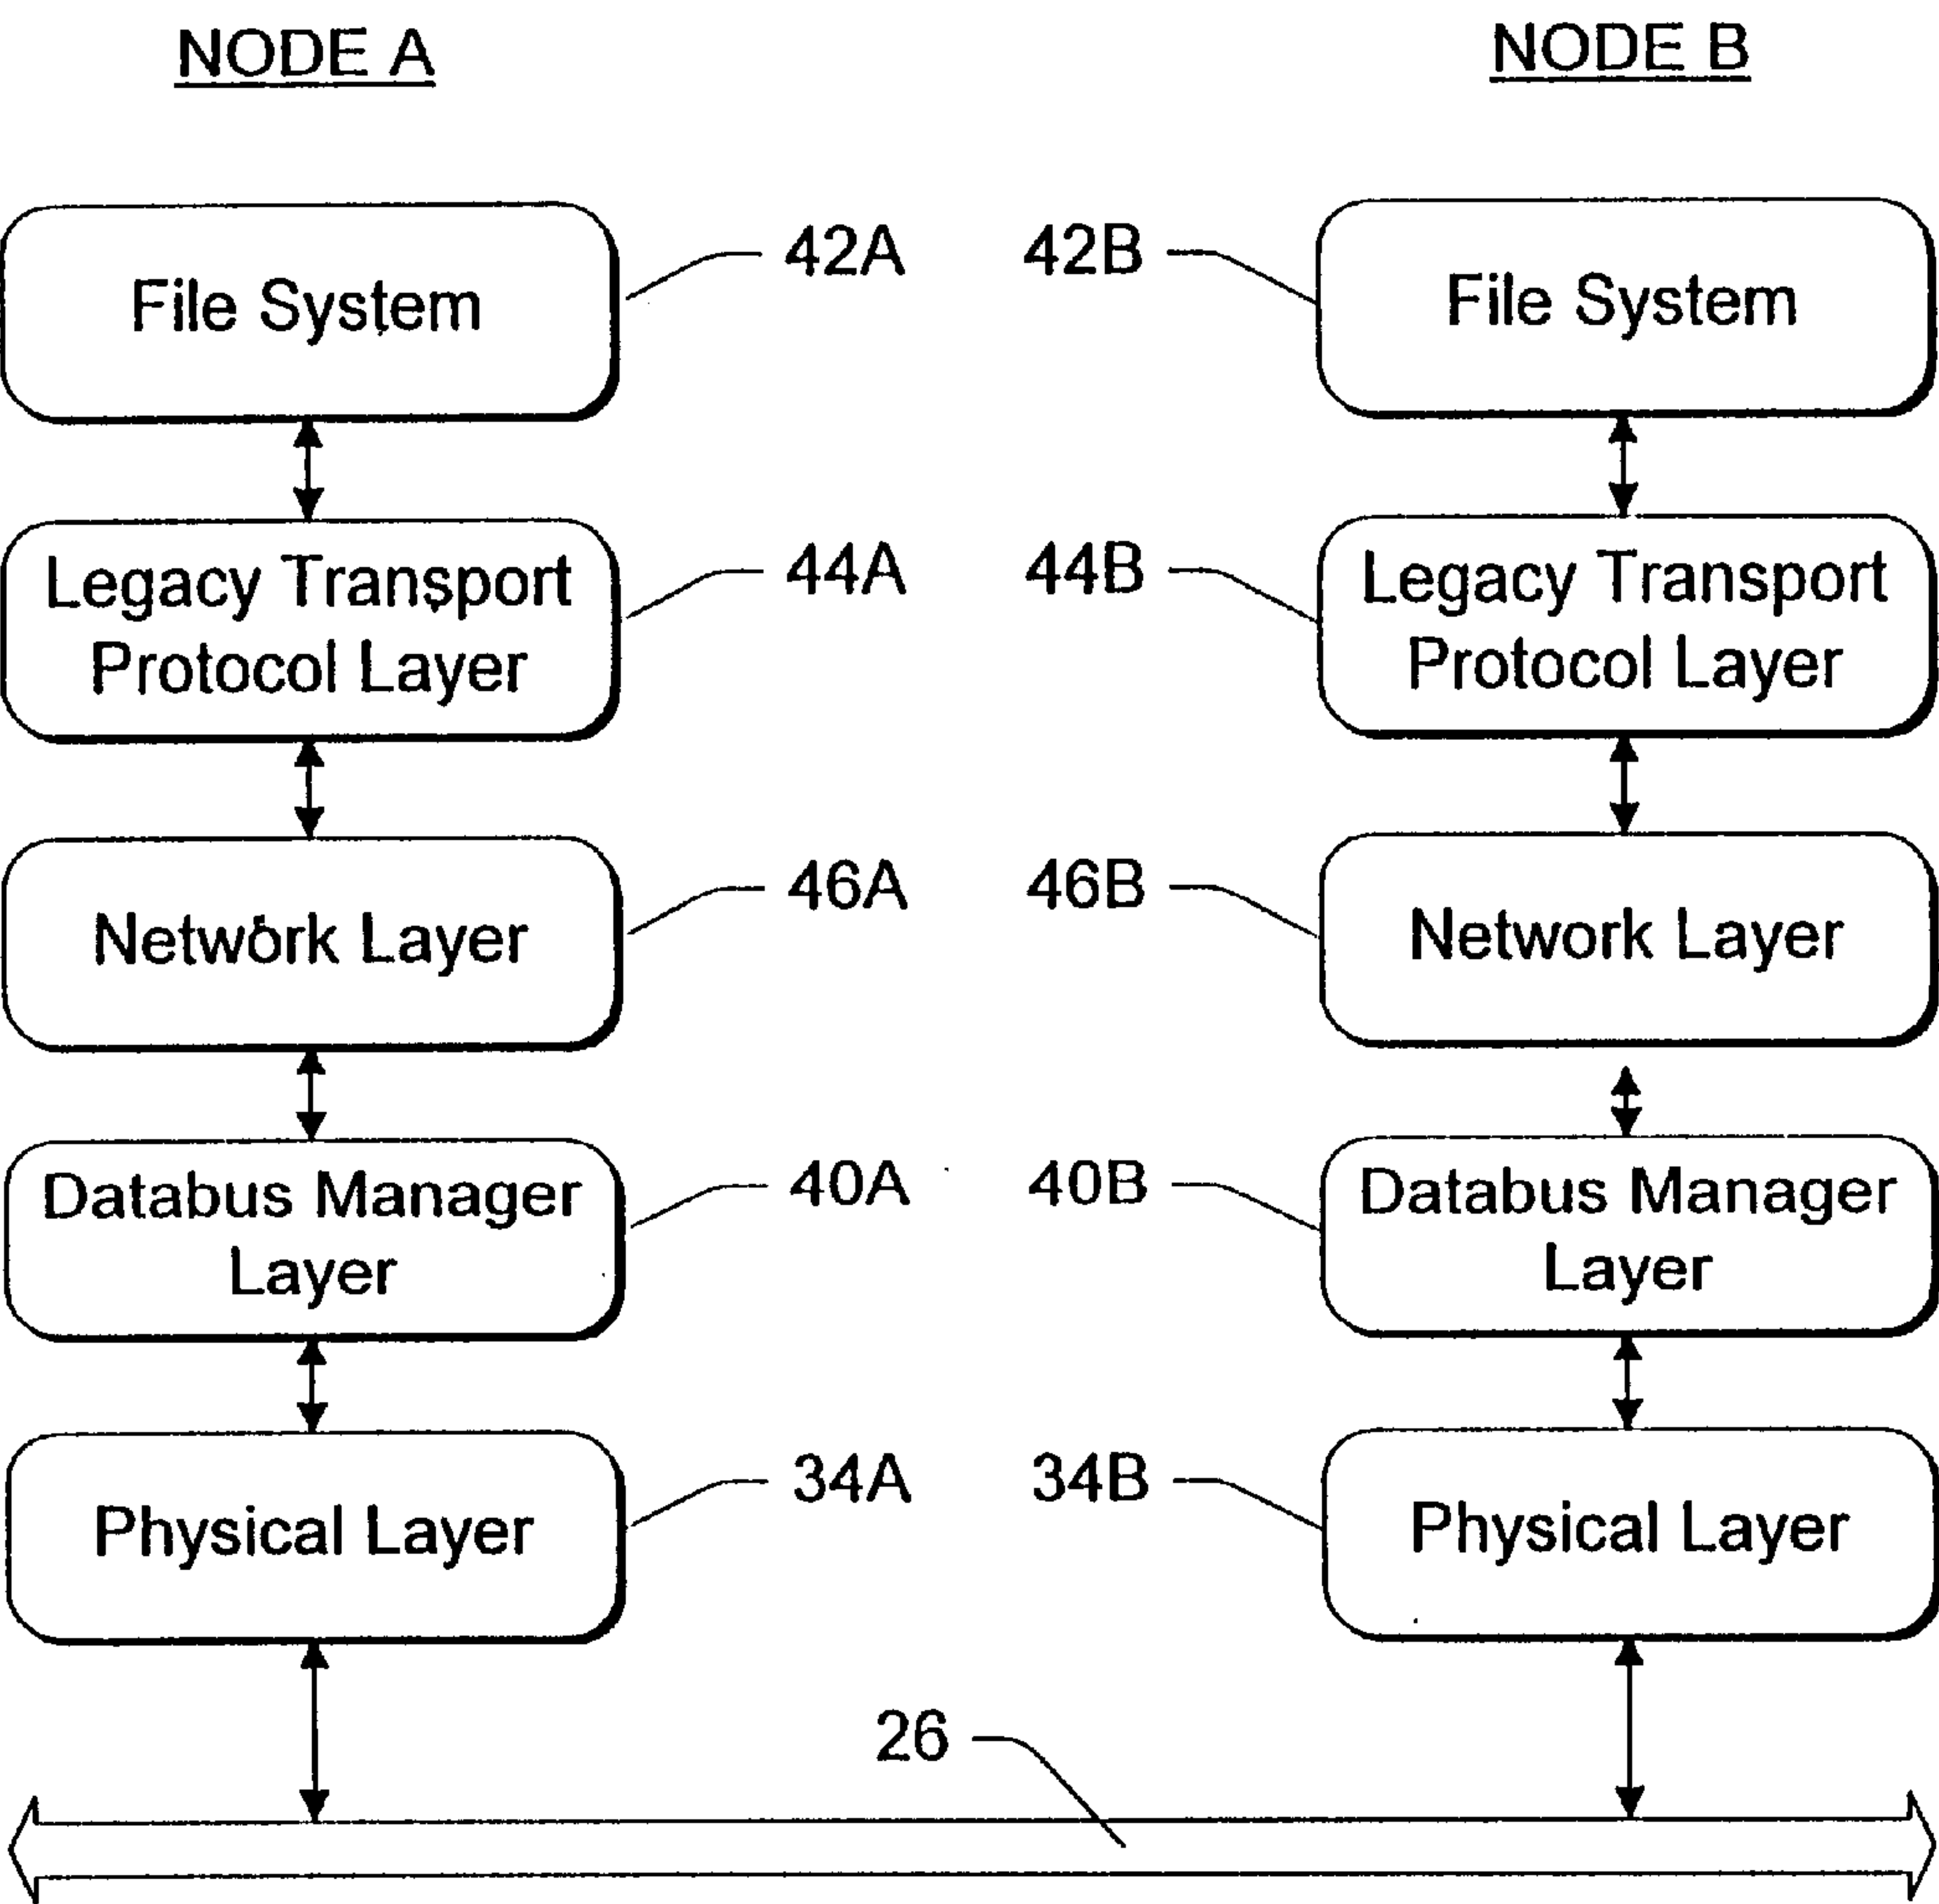 NODE A
NODE B
File System
42A
42B
File System
Legacy Transport
Protocol Layer
44A
44B
Legacy Transport
Protocol Layer
Network Layer
46A
46B
Network Layer
Databus Manager
Layer
40A
40B
Databus Manager
Layer
Physical Layer
34A
34B
Physical Layer
26